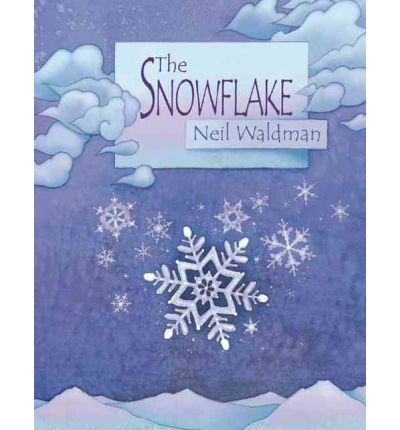 The
SNOWFLAKE
Neil Waldman